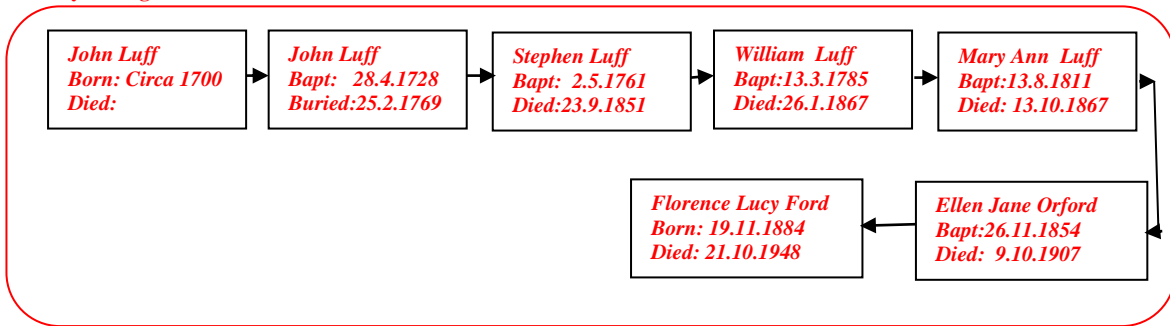 John Luff
Born: Circa 1700
Died:
John Luff
Bapt: 28.4.1728
Buried:25.2.1769
Stephen Luff
Bapt: 2.5.1761
Died:23.9.1851
William Luff
Bapt:13.3.1785
Died:26.1.1867
Mary Ann Luff
Bapt:13.8.1811
Died: 13.10.1867
Florence Lucy Ford
Born: 19.11.1884
Died: 21.10.1948
Ellen Jane Orford
Bapt:26.11.1854
Died: 9.10.1907